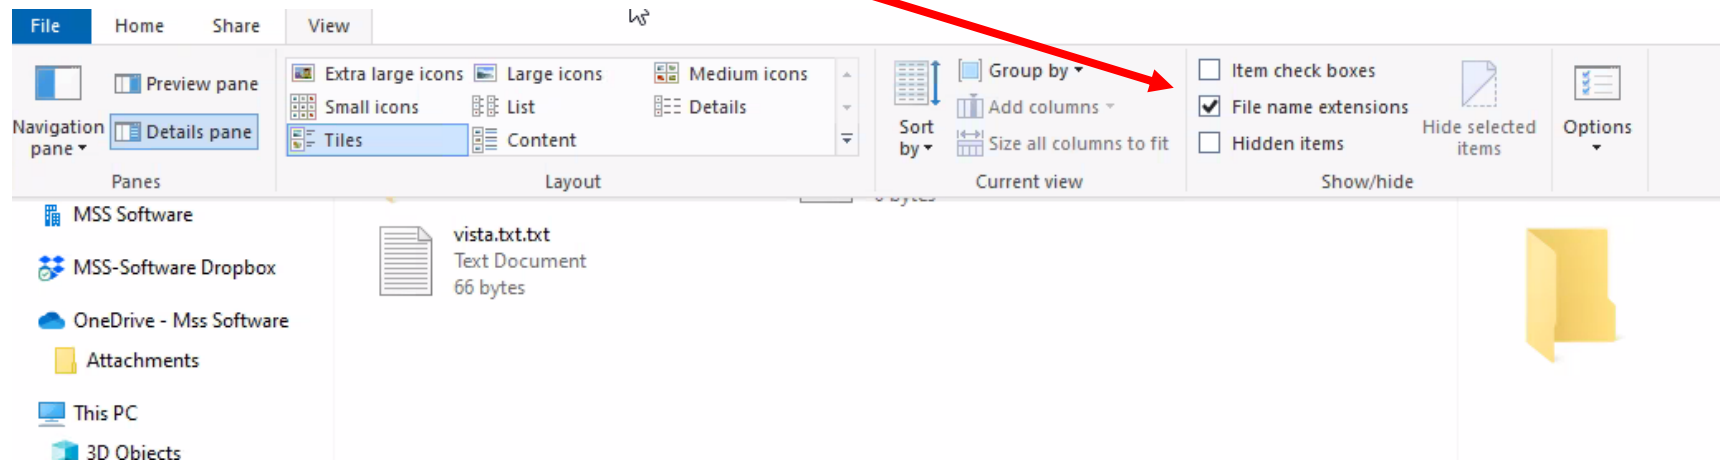 File Home Share View
Extra large icons Large icons Medium icons
Small icons List Details
Tiles Content
Preview pane
Details pane
Navigation
pane
Panes
Layout
Sort
by
Group by
Add columns
Size all columns to fit
Current view
Item check boxes
File name extensions
Hidden items
Hide selected
items
Show/hide
Options
MSS Software
MSS-Software Dropbox
OneDrive - Mss Software
Attachments
This PC
3D Objects
vista.txt.txt
Text Document
66 bytes